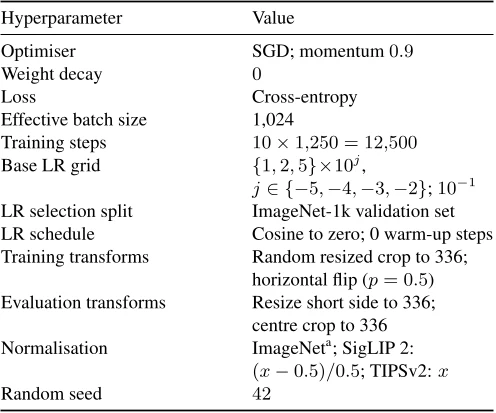 Hyperparameter Value
Optimiser SGD; momentum 0.9
Weight decay 0
Loss Cross-entropy
Effective batch size 1,024
Training steps 10 × 1,250 = 12,500
Base LR grid {1, 2, 5}×10^j,
j ∈ {−5, −4, −3, −2}; 10^−1
LR selection split ImageNet-1k validation set
LR schedule Cosine to zero; 0 warm-up steps
Training transforms Random resized crop to 336;
horizontal flip (p = 0.5)
Evaluation transforms Resize short side to 336;
centre crop to 336
Normalisation ImageNet^a; SigLIP 2:
(x − 0.5)/0.5; TIPSv2: x
Random seed 42